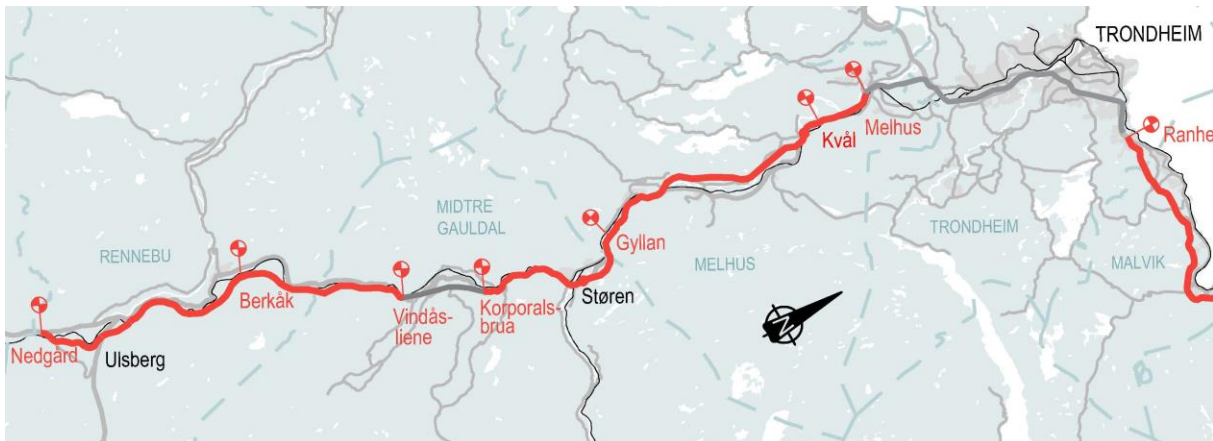 TRONDHEIM
Melhus
Kvål
Ranhe
MIDTRE
GAULDAL
TRONDHEIM
RENNEBU
Gyllan
MELHUS
MALVIK
Berkåk
Støren
Vindås-
liene
Korporals-
brua
Nedgård
Ulsberg
N